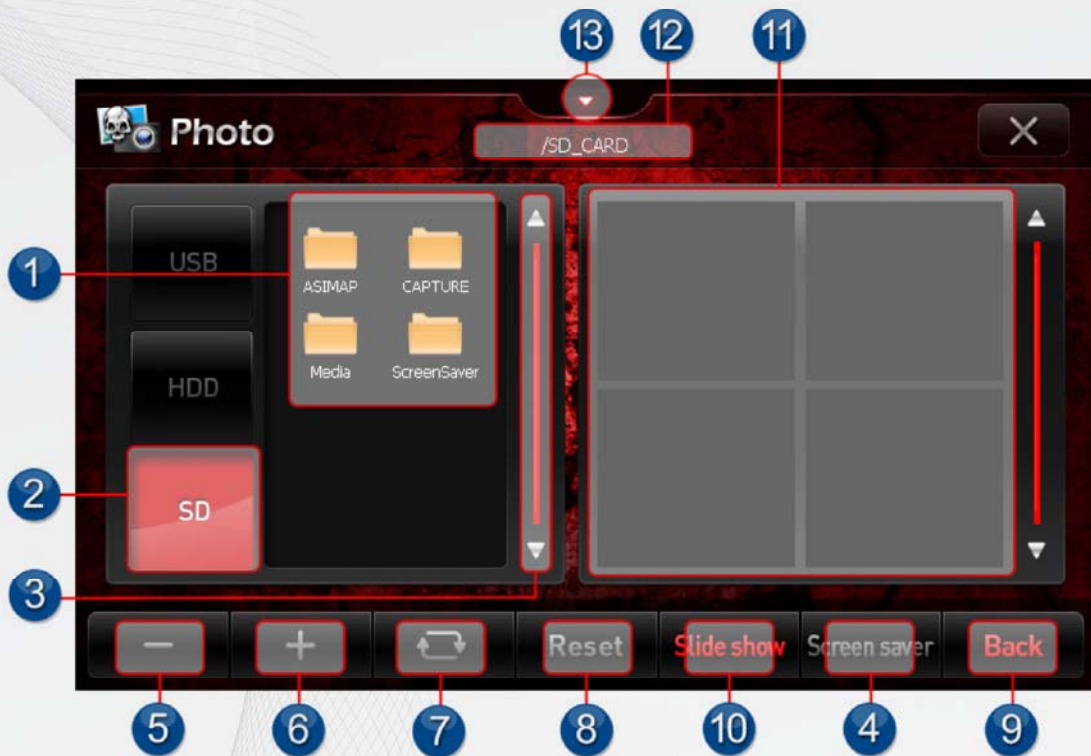 13 12 11
Photo
/SD_CARD
USB
1
ASIMAP CAPTURE
HDD
Media ScreenSaver
2
SD
3
Reset Slide show Screen saver Back
5 6 7 8 10 4 9